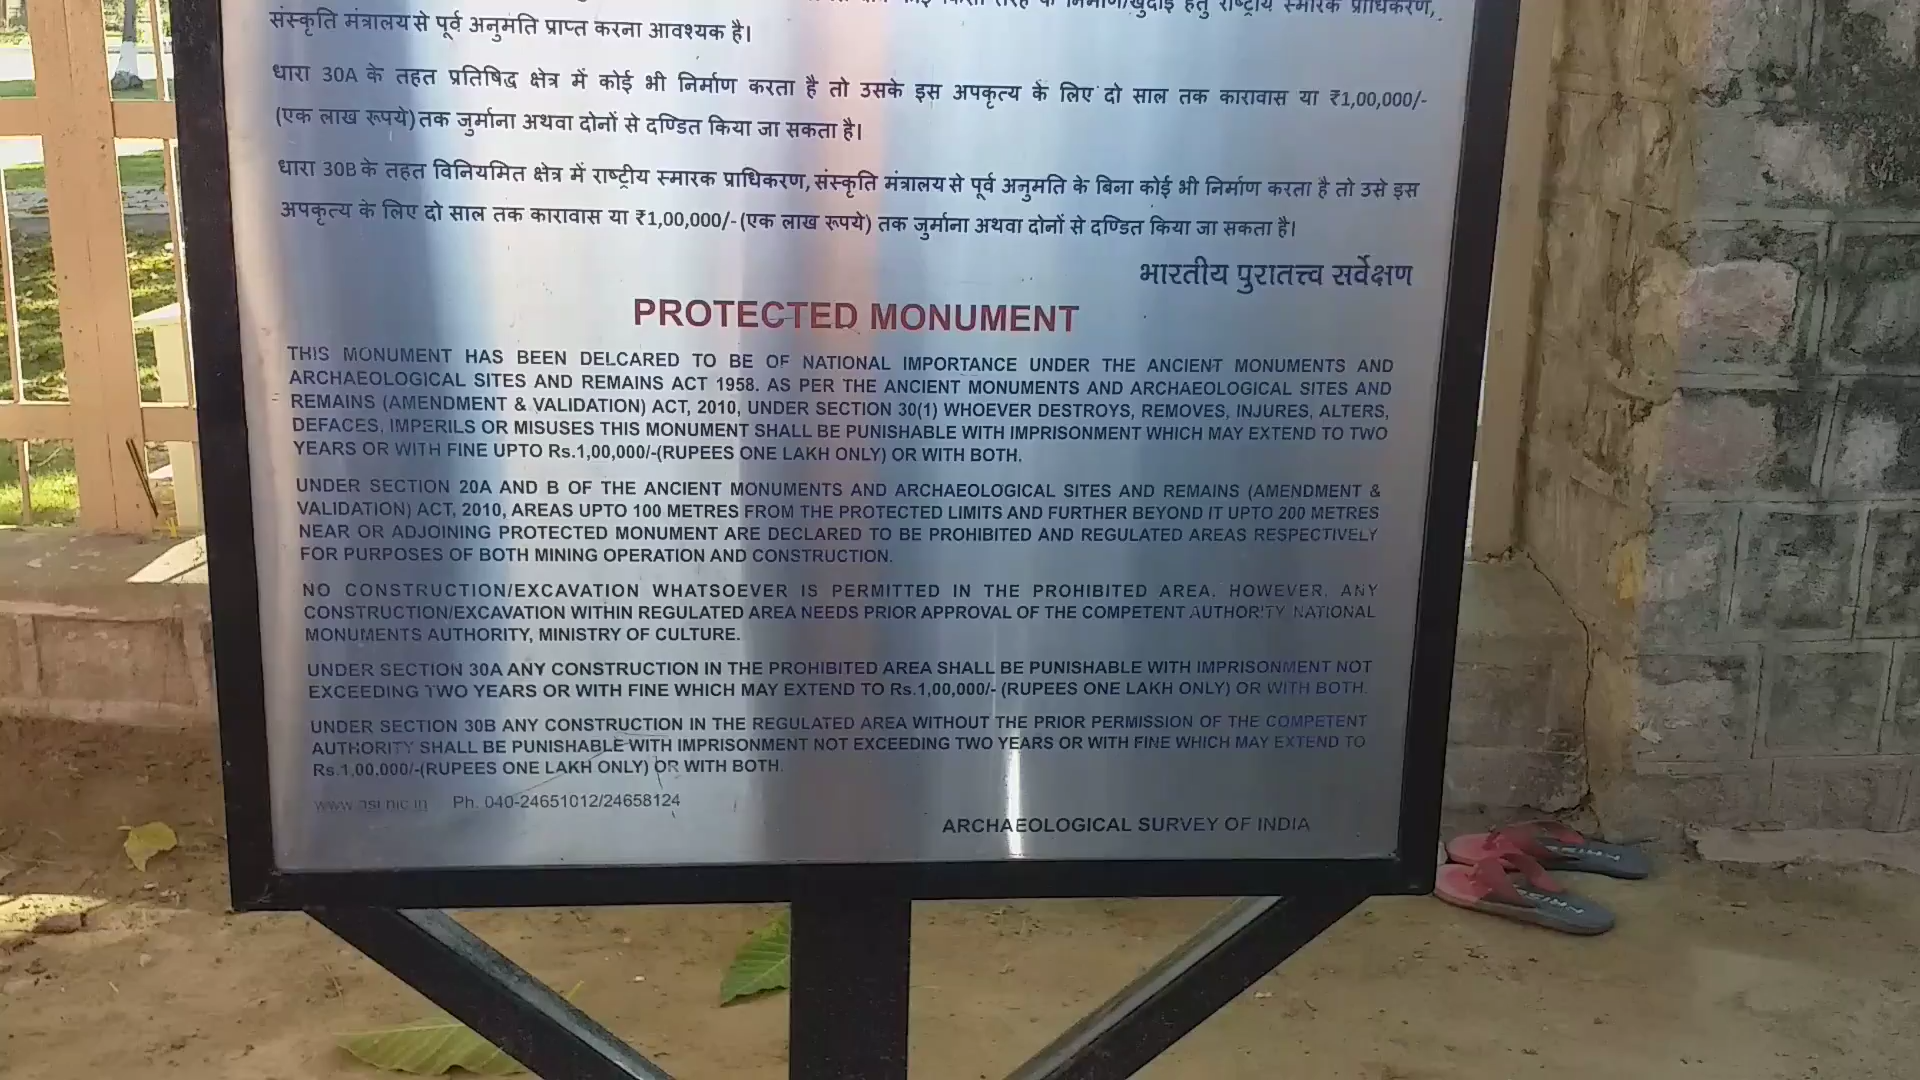 निर्माण/खुदाई हेतु राष्ट्रीय स्मारक प्राधिकरण,
संस्कृति मंत्रालय से पूर्व अनुमति प्राप्त करना आवश्यक है।
धारा 30A के तहत प्रतिषिद्ध क्षेत्र में कोई भी निर्माण करता है तो उसके इस अपकृत्य के लिए दो साल तक कारावास या ₹1,00,000/-
(एक लाख रूपये) तक जुर्माना अथवा दोनों से दण्डित किया जा सकता है।
धारा 30B के तहत विनियमित क्षेत्र में राष्ट्रीय स्मारक प्राधिकरण, संस्कृति मंत्रालय से पूर्व अनुमति के बिना कोई भी निर्माण करता है तो उसे इस
अपकृत्य के लिए दो साल तक कारावास या ₹1,00,000/- (एक लाख रूपये) तक जुर्माना अथवा दोनों से दण्डित किया जा सकता है।
भारतीय पुरातत्त्व सर्वेक्षण
PROTECTED MONUMENT
THIS MONUMENT HAS BEEN DELCARED TO BE OF NATIONAL IMPORTANCE UNDER THE ANCIENT MONUMENTS AND
ARCHAEOLOGICAL SITES AND REMAINS ACT 1958. AS PER THE ANCIENT MONUMENTS AND ARCHAEOLOGICAL SITES AND
REMAINS (AMENDMENT & VALIDATION) ACT, 2010, UNDER SECTION 30(1) WHOEVER DESTROYS, REMOVES, INJURES, ALTERS,
DEFACES, IMPERILS OR MISUSES THIS MONUMENT SHALL BE PUNISHABLE WITH IMPRISONMENT WHICH MAY EXTEND TO TWO
YEARS OR WITH FINE UPTO Rs.1,00,000/-(RUPEES ONE LAKH ONLY) OR WITH BOTH.
UNDER SECTION 20A AND B OF THE ANCIENT MONUMENTS AND ARCHAEOLOGICAL SITES AND REMAINS (AMENDMENT &
VALIDATION) ACT, 2010, AREAS UPTO 100 METRES FROM THE PROTECTED LIMITS AND FURTHER BEYOND IT UPTO 200 METRES
NEAR OR ADJOINING PROTECTED MONUMENT ARE DECLARED TO BE PROHIBITED AND REGULATED AREAS RESPECTIVELY
FOR PURPOSES OF BOTH MINING OPERATION AND CONSTRUCTION.
NO CONSTRUCTION/EXCAVATION WHATSOEVER IS PERMITTED IN THE PROHIBITED AREA. HOWEVER, ANY
CONSTRUCTION/EXCAVATION WITHIN REGULATED AREA NEEDS PRIOR APPROVAL OF THE COMPETENT AUTHORITY NATIONAL
MONUMENTS AUTHORITY, MINISTRY OF CULTURE.
UNDER SECTION 30A ANY CONSTRUCTION IN THE PROHIBITED AREA SHALL BE PUNISHABLE WITH IMPRISONMENT NOT
EXCEEDING TWO YEARS OR WITH FINE WHICH MAY EXTEND TO Rs.1,00,000/- (RUPEES ONE LAKH ONLY) OR WITH BOTH.
UNDER SECTION 30B ANY CONSTRUCTION IN THE REGULATED AREA WITHOUT THE PRIOR PERMISSION OF THE COMPETENT
AUTHORITY SHALL BE PUNISHABLE WITH IMPRISONMENT NOT EXCEEDING TWO YEARS OR WITH FINE WHICH MAY EXTEND TO
Rs.1,00,000/-(RUPEES ONE LAKH ONLY) OR WITH BOTH.
www.asi.nic.in Ph. 040-24651012/24658124
ARCHAEOLOGICAL SURVEY OF INDIA